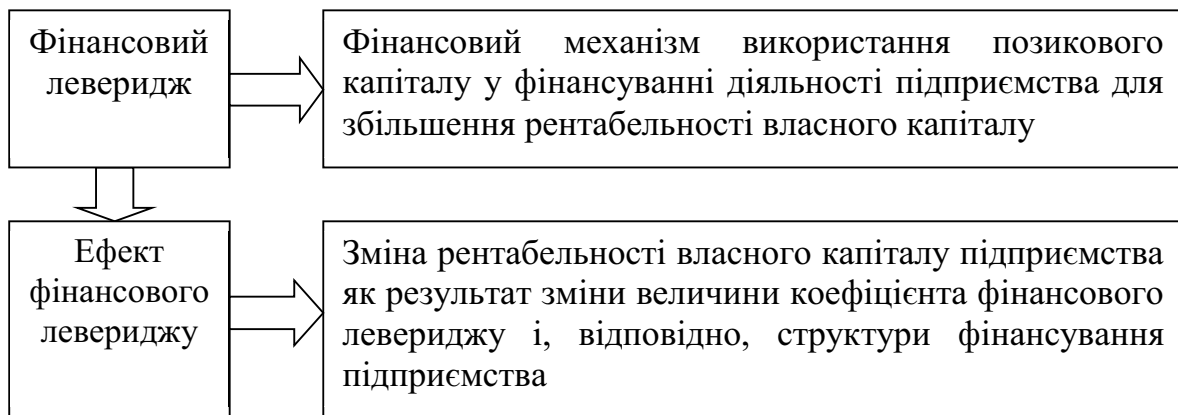 Фінансовий
леверидж
Фінансовий механізм використання позикового
капіталу у фінансуванні діяльності підприємства для
збільшення рентабельності власного капіталу
Ефект
фінансового
левериджу
Зміна рентабельності власного капіталу підприємства
як результат зміни величини коефіцієнта фінансового
левериджу і, відповідно, структури фінансування
підприємства